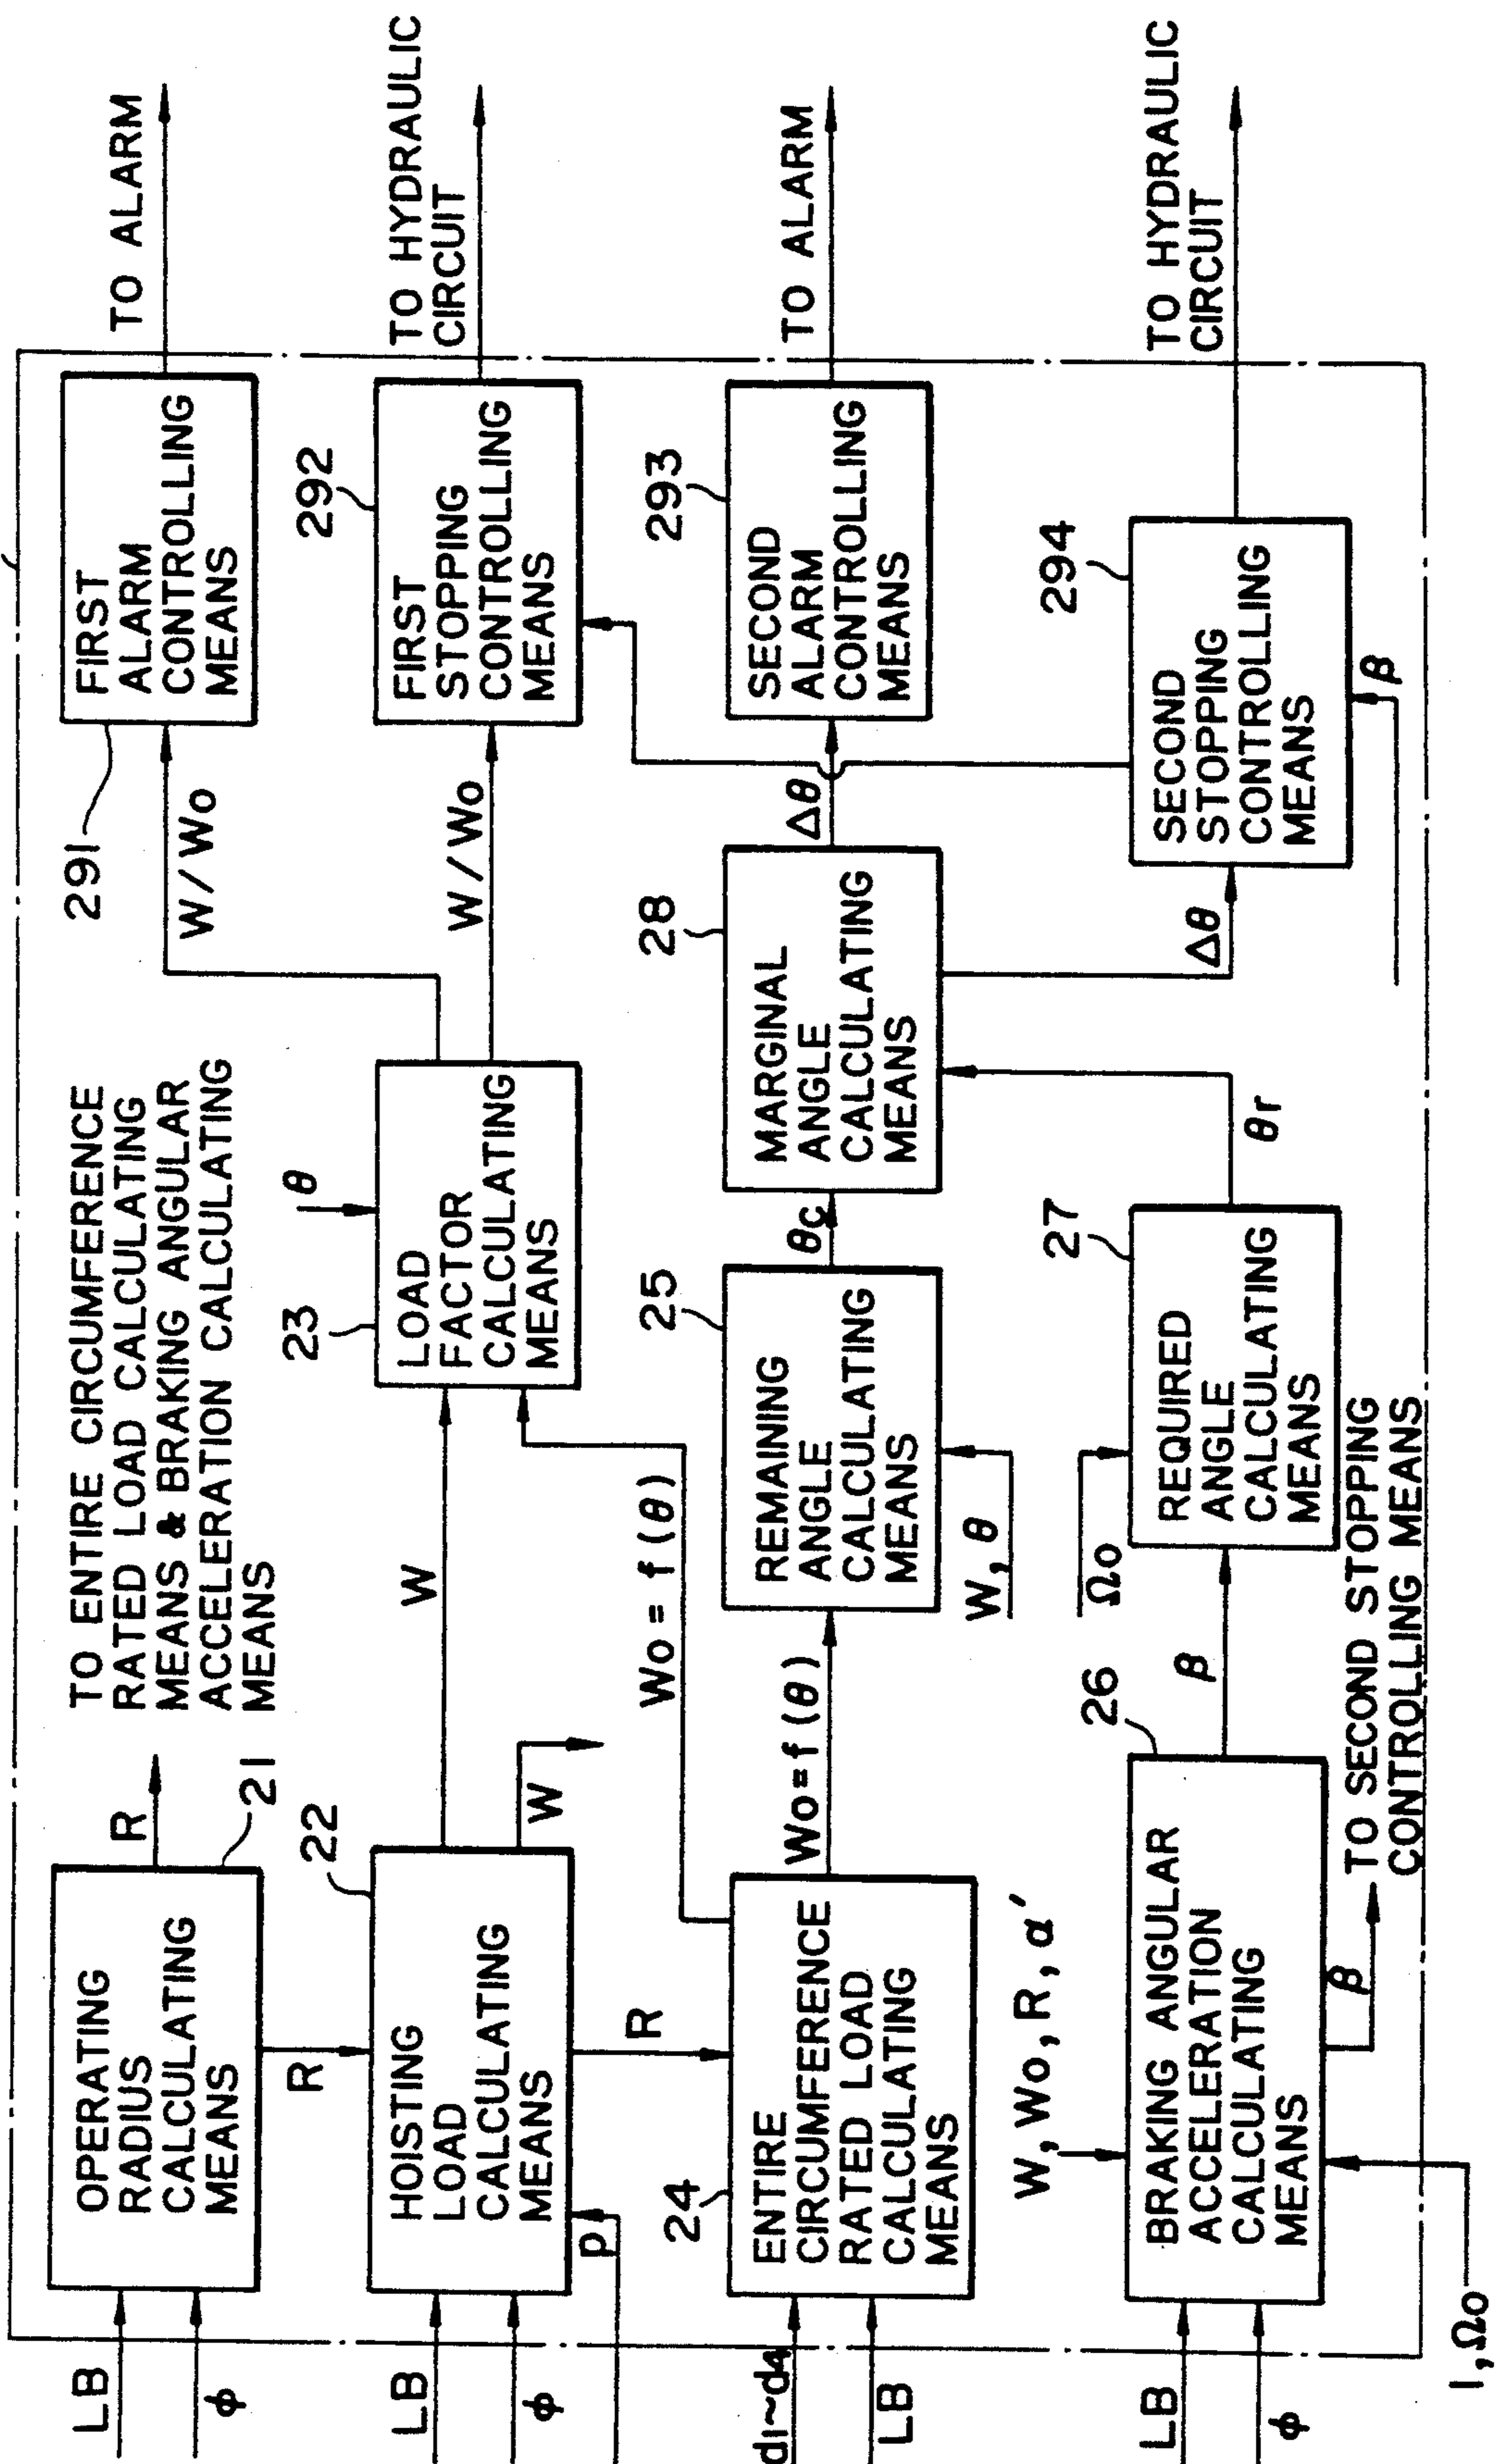 LB
ϕ
OPERATING
RADIUS
CALCULATING
MEANS
21
R
TO ENTIRE CIRCUMFERENCE
RATED LOAD CALCULATING
MEANS & BRAKING ANGULAR
ACCELERATION CALCULATING
MEANS
R
291
FIRST
ALARM
CONTROLLING
MEANS
TO ALARM
LB
ϕ
p
HOISTING
LOAD
CALCULATING
MEANS
22
W
W
23
θ
LOAD
FACTOR
CALCULATING
MEANS
W/Wo
W/Wo
292
FIRST
STOPPING
CONTROLLING
MEANS
TO HYDRAULIC
CIRCUIT
R
d1~d4
LB
24
ENTIRE
CIRCUMFERENCE
RATED LOAD
CALCULATING
MEANS
Wo = f (θ)
Wo = f (θ)
25
REMAINING
ANGLE
CALCULATING
MEANS
W, θ
θc
28
MARGINAL
ANGLE
CALCULATING
MEANS
Δθ
293
SECOND
ALARM
CONTROLLING
MEANS
TO ALARM
W, Wo, R, α'
LB
ϕ
I, Ωo
26
BRAKING ANGULAR
ACCELERATION
CALCULATING
MEANS
β
β
TO SECOND STOPPING
CONTROLLING MEANS
Ωo
27
REQUIRED
ANGLE
CALCULATING
MEANS
θr
Δθ
294
SECOND
STOPPING
CONTROLLING
MEANS
β
TO HYDRAULIC
CIRCUIT